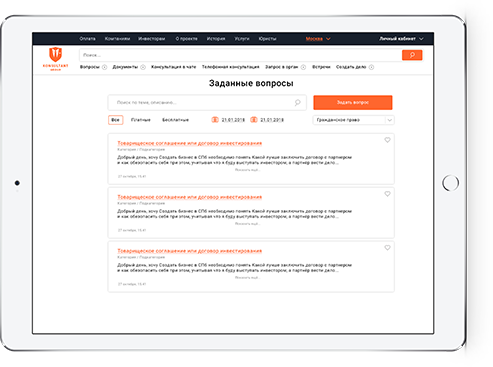 Оплата Компаниям Инвесторам О проекте История Услуги Юристы Москва Личный кабинет
KONSULTANT
Поиск...
Вопросы Документы Консультация в чате Телефонная консультация Запрос в орган Встречи Создать дело
Заданные вопросы
Поиск по теме, описанию...
Задать вопрос
Все Платные Бесплатные 21.01.2018 21.01.2018 Гражданское право
Товарищеское соглашение или договор инвестирования
Категория / Подкатегория
Добрый день, хочу Создать бизнес в СПб необходимо понять Какой лучше заключить договор с партнером
и как обезопасить себя при этом, учитывая что я буду выступать инвестором, а партнёр вести дело...
Показать ещё...
27 октября, 15:41
Товарищеское соглашение или договор инвестирования
Категория / Подкатегория
Добрый день, хочу Создать бизнес в СПб необходимо понять Какой лучше заключить договор с партнером
и как обезопасить себя при этом, учитывая что я буду выступать инвестором, а партнёр вести дело...
Показать ещё...
27 октября, 15:41
Товарищеское соглашение или договор инвестирования
Категория / Подкатегория
Добрый день, хочу Создать бизнес в СПб необходимо понять Какой лучше заключить договор с партнером
и как обезопасить себя при этом, учитывая что я буду выступать инвестором, а партнёр вести дело...
Показать ещё...
27 октября, 15:41